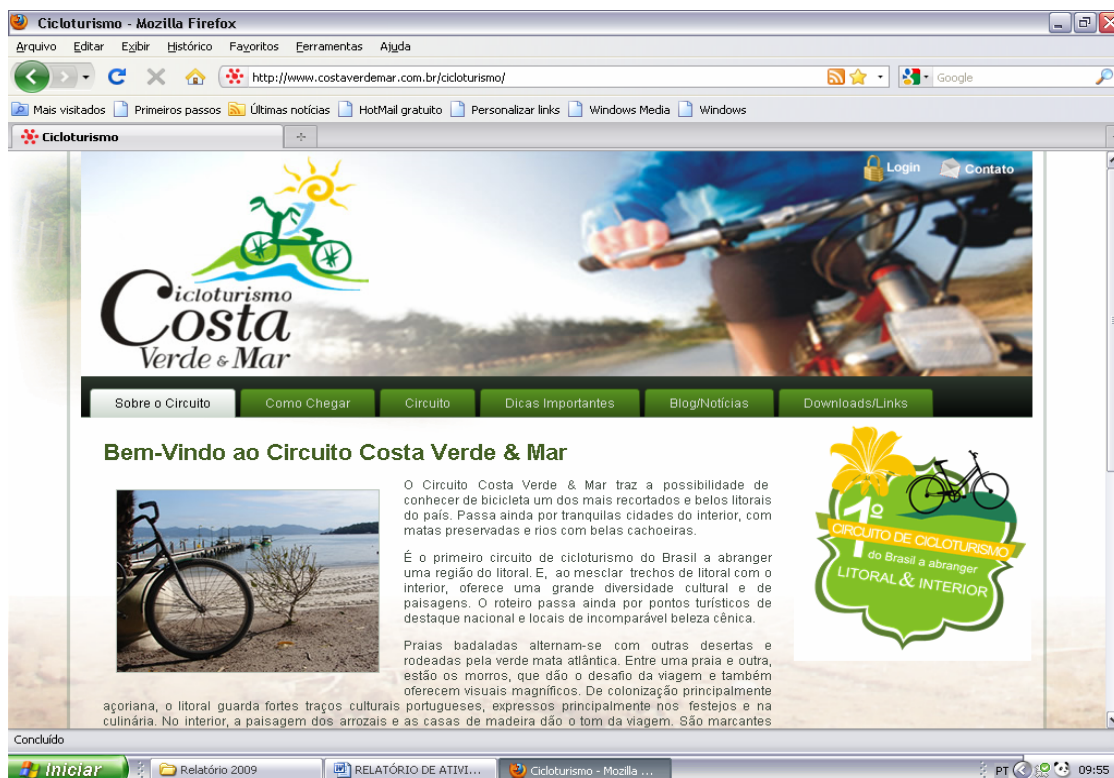 Cicloturismo - Mozilla Firefox
Arquivo Editar Exibir Histórico Favoritos Ferramentas Ajuda
http://www.costaverdemar.com.br/cicloturismo/
Google
Mais visitados Primeiros passos Últimas notícias HotMail gratuito Personalizar links Windows Media Windows
Cicloturismo
Login Contato
Cicloturismo
Costa
Verde & Mar
Sobre o Circuito Como Chegar Circuito Dicas Importantes Blog/Notícias Downloads/Links
Bem-Vindo ao Circuito Costa Verde & Mar
O Circuito Costa Verde & Mar traz a possibilidade de
conhecer de bicicleta um dos mais recortados e belos litorais
do país. Passa ainda por tranquilas cidades do interior, com
matas preservadas e rios com belas cachoeiras.
É o primeiro circuito de cicloturismo do Brasil a abranger
uma região do litoral. E, ao mesclar trechos de litoral com o
interior, oferece uma grande diversidade cultural e de
paisagens. O roteiro passa ainda por pontos turísticos de
destaque nacional e locais de incomparável beleza cênica.
Praias badaladas alternam-se com outras desertas e
rodeadas pela verde mata atlântica. Entre uma praia e outra,
estão os morros, que dão o desafio da viagem e também
oferecem visuais magníficos. De colonização principalmente
açoriana, o litoral guarda fortes traços culturais portugueses, expressos principalmente nos festejos e na
culinária. No interior, a paisagem dos arrozais e as casas de madeira dão o tom da viagem. São marcantes
1º
CIRCUITO DE CICLOTURISMO
do Brasil a abranger
LITORAL & INTERIOR
Concluído
Iniciar Relatório 2009 RELATÓRIO DE ATIVI... Cicloturismo - Mozilla ... PT 09:55